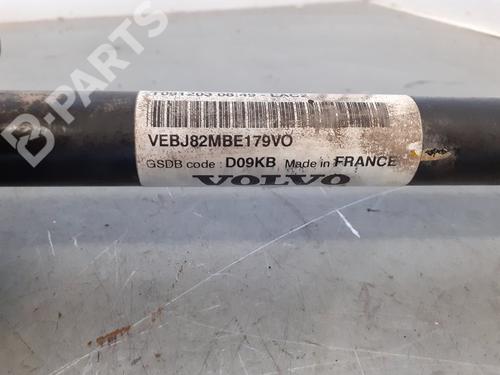 VEBJ82MBE179VO
GSDB code : D09KB Made in FRANCE
VOLVO
B-PARTS